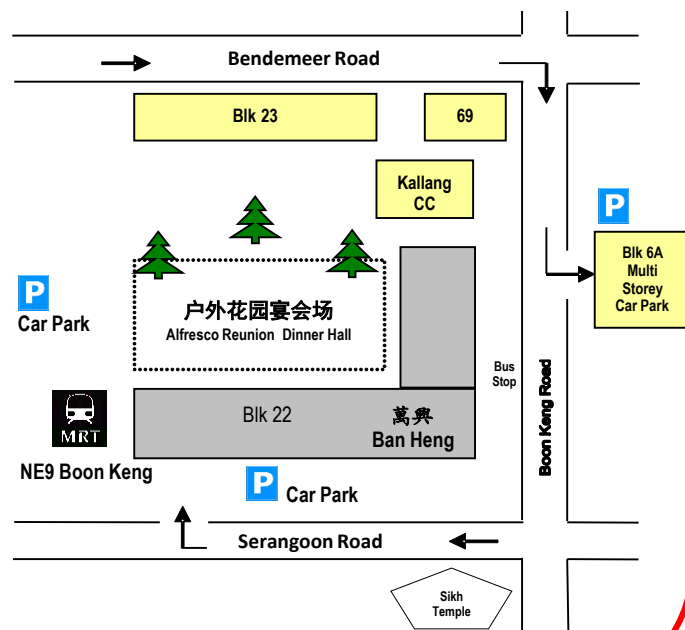 Bendemeer Road
Blk 23
69
Kallang
CC
P
Blk 6A
Multi
Storey
Car Park
P
Car Park
户外花园宴会场
Alfresco Reunion Dinner Hall
Bus
Stop
Boon Keng Road
Blk 22
萬興
Ban Heng
MRT
NE9 Boon Keng
P
Car Park
Serangoon Road
Sikh
Temple